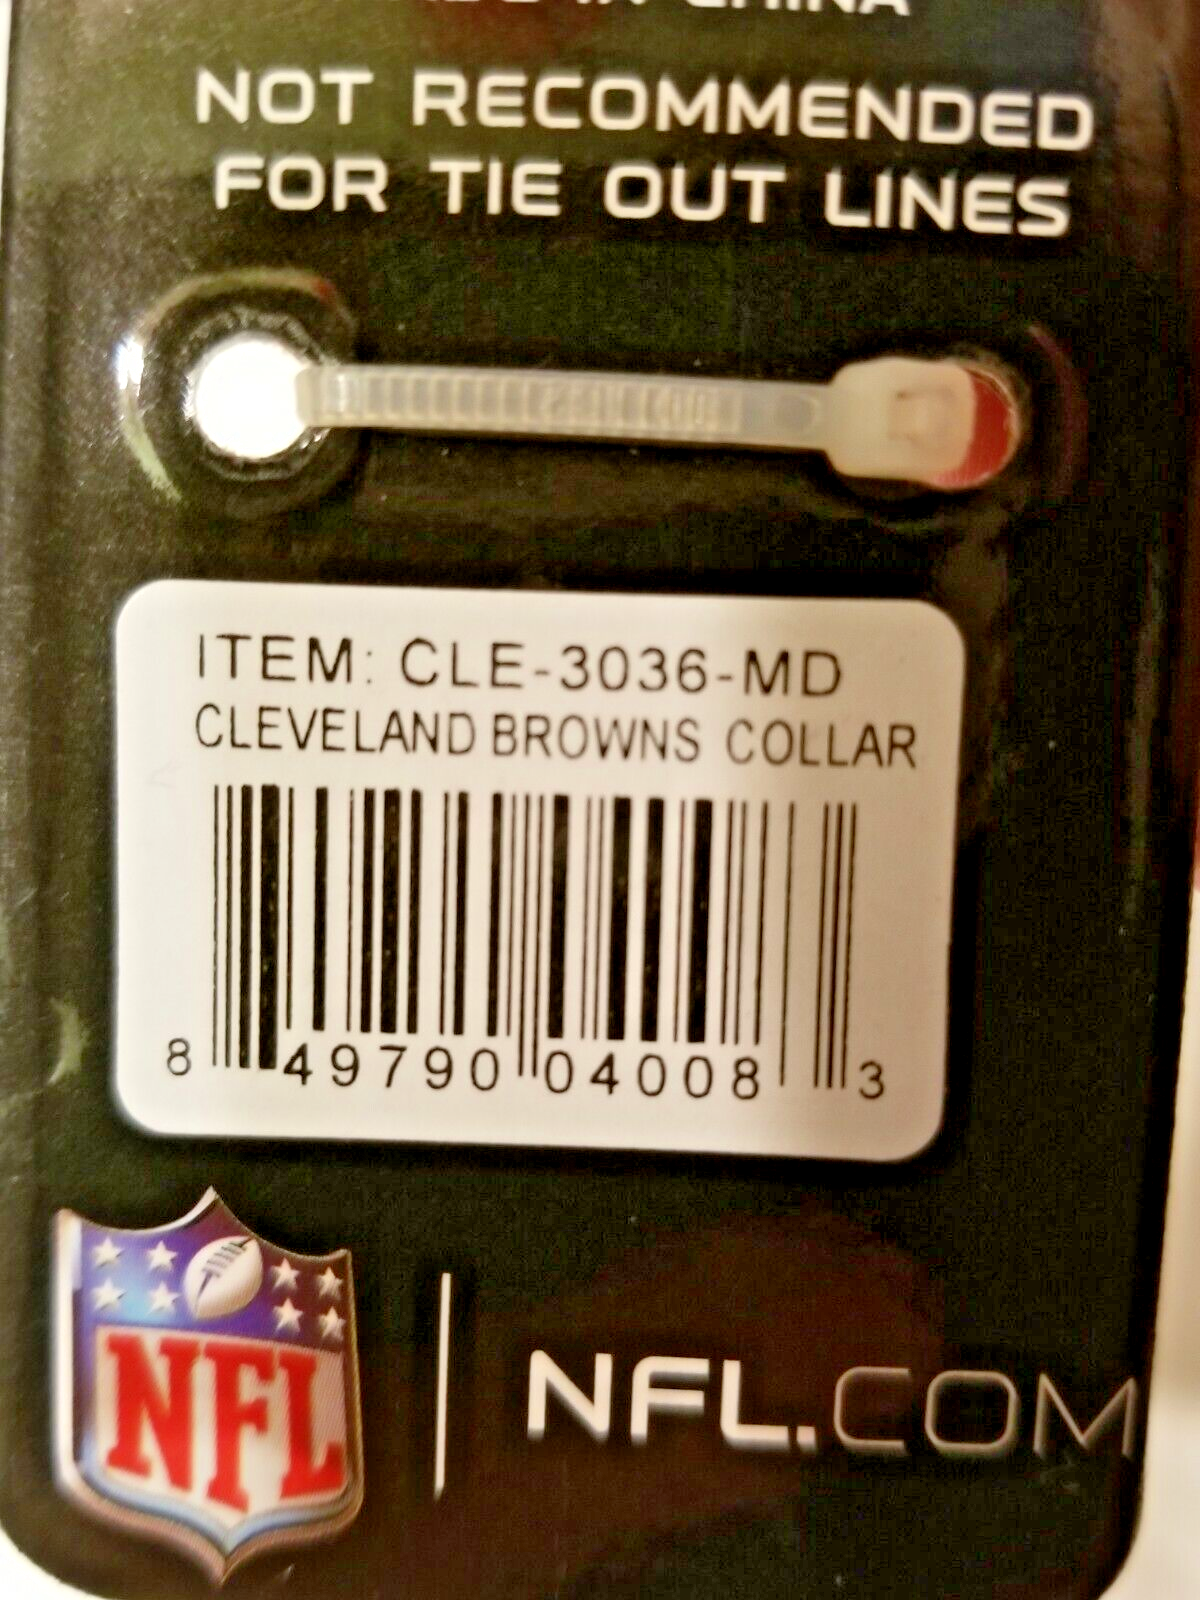 CHINA
NOT RECOMMENDED
FOR TIE OUT LINES
ITEM: CLE-3036-MD
CLEVELAND BROWNS COLLAR
8 49790 04008 3
NFL
NFL.COM